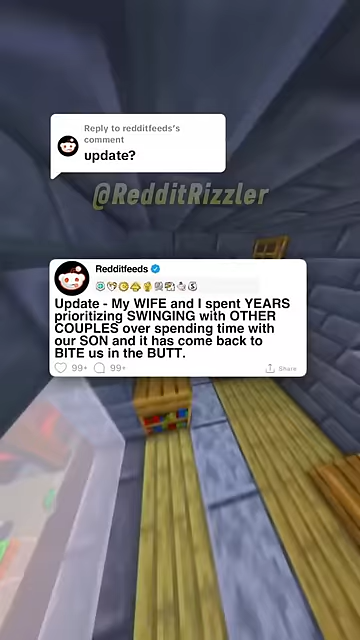 Reply to redditfeeds's
comment
update?
@RedditRizzler
Redditfeeds
Update - My WIFE and I spent YEARS
prioritizing SWINGING with OTHER
COUPLES over spending time with
our SON and it has come back to
BITE us in the BUTT.
99+ 99+ Share